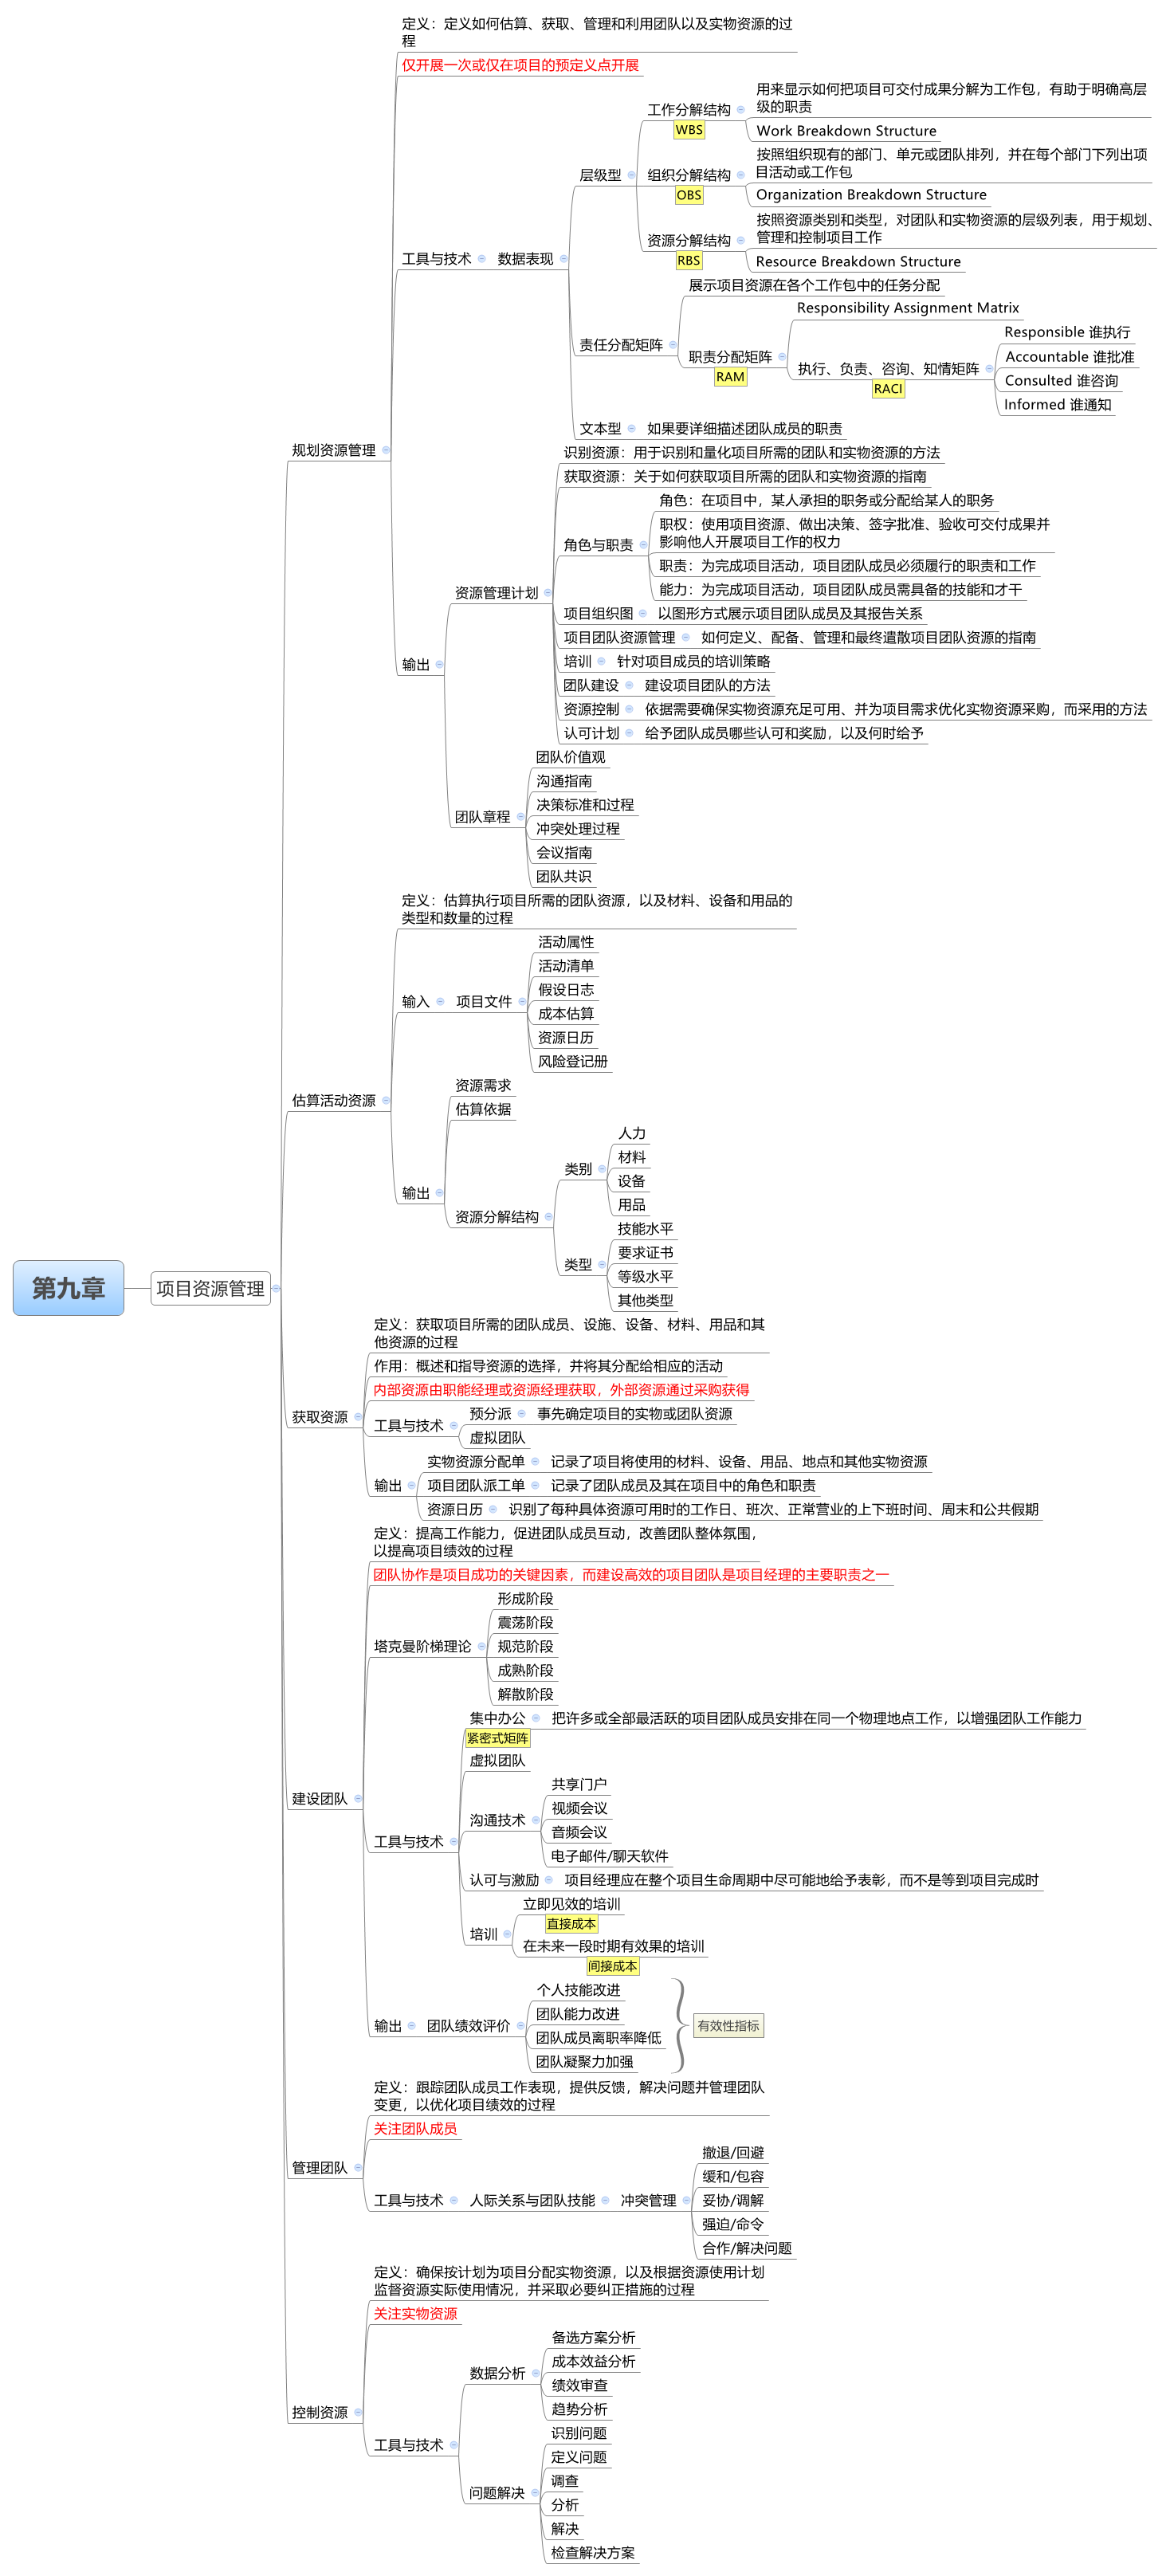 第九章
项目资源管理
规划资源管理
定义：定义如何估算、获取、管理和利用团队以及实物资源的过
程
仅开展一次或仅在项目的预定义点开展
工具与技术
数据表现
层级型
工作分解结构
WBS
用来显示如何把项目可交付成果分解为工作包，有助于明确高层
级的职责
Work Breakdown Structure
组织分解结构
OBS
按照组织现有的部门、单元或团队排列，并在每个部门下列出项
目活动或工作包
Organization Breakdown Structure
资源分解结构
RBS
按照资源类别和类型，对团队和实物资源的层级列表，用于规划、
管理和控制项目工作
Resource Breakdown Structure
责任分配矩阵
展示项目资源在各个工作包中的任务分配
职责分配矩阵
RAM
Responsibility Assignment Matrix
执行、负责、咨询、知情矩阵
RACI
Responsible 谁执行
Accountable 谁批准
Consulted 谁咨询
Informed 谁通知
文本型
如果要详细描述团队成员的职责
输出
资源管理计划
识别资源：用于识别和量化项目所需的团队和实物资源的方法
获取资源：关于如何获取项目所需的团队和实物资源的指南
角色与职责
角色：在项目中，某人承担的职务或分配给某人的职务
职权：使用项目资源、做出决策、签字批准、验收可交付成果并
影响他人开展项目工作的权力
职责：为完成项目活动，项目团队成员必须履行的职责和工作
能力：为完成项目活动，项目团队成员需具备的技能和才干
项目组织图
以图形方式展示项目团队成员及其报告关系
项目团队资源管理
如何定义、配备、管理和最终遣散项目团队资源的指南
培训
针对项目成员的培训策略
团队建设
建设项目团队的方法
资源控制
依据需要确保实物资源充足可用、并为项目需求优化实物资源采购，而采用的方法
认可计划
给予团队成员哪些认可和奖励，以及何时给予
团队章程
团队价值观
沟通指南
决策标准和过程
冲突处理过程
会议指南
团队共识
估算活动资源
定义：估算执行项目所需的团队资源，以及材料、设备和用品的
类型和数量的过程
输入
项目文件
活动属性
活动清单
假设日志
成本估算
资源日历
风险登记册
输出
资源需求
估算依据
资源分解结构
类别
人力
材料
设备
用品
类型
技能水平
要求证书
等级水平
其他类型
获取资源
定义：获取项目所需的团队成员、设施、设备、材料、用品和其
他资源的过程
作用：概述和指导资源的选择，并将其分配给相应的活动
内部资源由职能经理或资源经理获取，外部资源通过采购获得
工具与技术
预分派
事先确定项目的实物或团队资源
虚拟团队
输出
实物资源分配单
记录了项目将使用的材料、设备、用品、地点和其他实物资源
项目团队派工单
记录了团队成员及其在项目中的角色和职责
资源日历
识别了每种具体资源可用时的工作日、班次、正常营业的上下班时间、周末和公共假期
建设团队
定义：提高工作能力，促进团队成员互动，改善团队整体氛围，
以提高项目绩效的过程
团队协作是项目成功的关键因素，而建设高效的项目团队是项目经理的主要职责之一
塔克曼阶梯理论
形成阶段
震荡阶段
规范阶段
成熟阶段
解散阶段
工具与技术
集中办公
紧密式矩阵
把许多或全部最活跃的项目团队成员安排在同一个物理地点工作，以增强团队工作能力
虚拟团队
沟通技术
共享门户
视频会议
音频会议
电子邮件/聊天软件
认可与激励
项目经理应在整个项目生命周期中尽可能地给予表彰，而不是等到项目完成时
培训
立即见效的培训
直接成本
在未来一段时期有效果的培训
间接成本
输出
团队绩效评价
个人技能改进
团队能力改进
团队成员离职率降低
团队凝聚力加强
有效性指标
管理团队
定义：跟踪团队成员工作表现，提供反馈，解决问题并管理团队
变更，以优化项目绩效的过程
关注团队成员
工具与技术
人际关系与团队技能
冲突管理
撤退/回避
缓和/包容
妥协/调解
强迫/命令
合作/解决问题
控制资源
定义：确保按计划为项目分配实物资源，以及根据资源使用计划
监督资源实际使用情况，并采取必要纠正措施的过程
关注实物资源
工具与技术
数据分析
备选方案分析
成本效益分析
绩效审查
趋势分析
问题解决
识别问题
定义问题
调查
分析
解决
检查解决方案